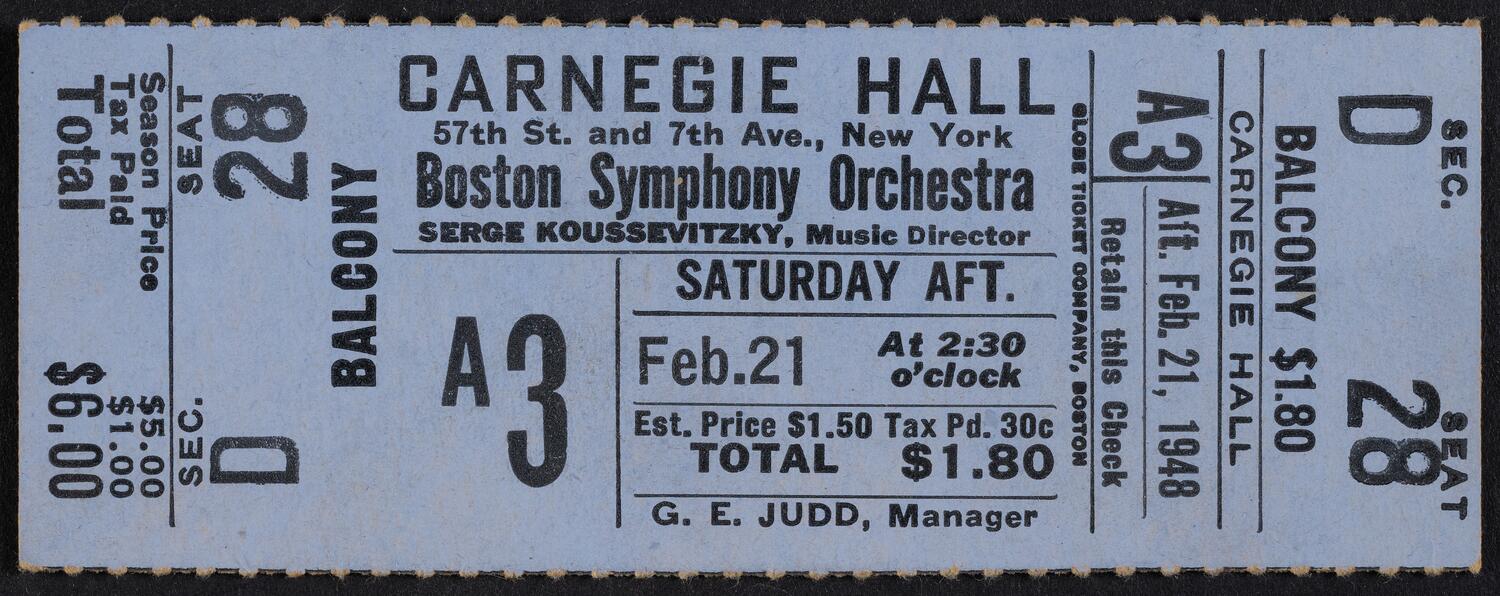 Season Price $5.00
Tax Paid $1.00
Total $6.00
SEAT 28
SEC. D
BALCONY
CARNEGIE HALL
57th St. and 7th Ave., New York
Boston Symphony Orchestra
SERGE KOUSSEVITZKY, Music Director
A3
SATURDAY AFT.
Feb.21 At 2:30 o'clock
Est. Price $1.50 Tax Pd. 30c
TOTAL $1.80
G. E. JUDD, Manager
GLOBE TICKET COMPANY, BOSTON
Retain this Check
A3 Aft. Feb. 21, 1948
CARNEGIE HALL
BALCONY $1.80
D 28
SEC. SEAT